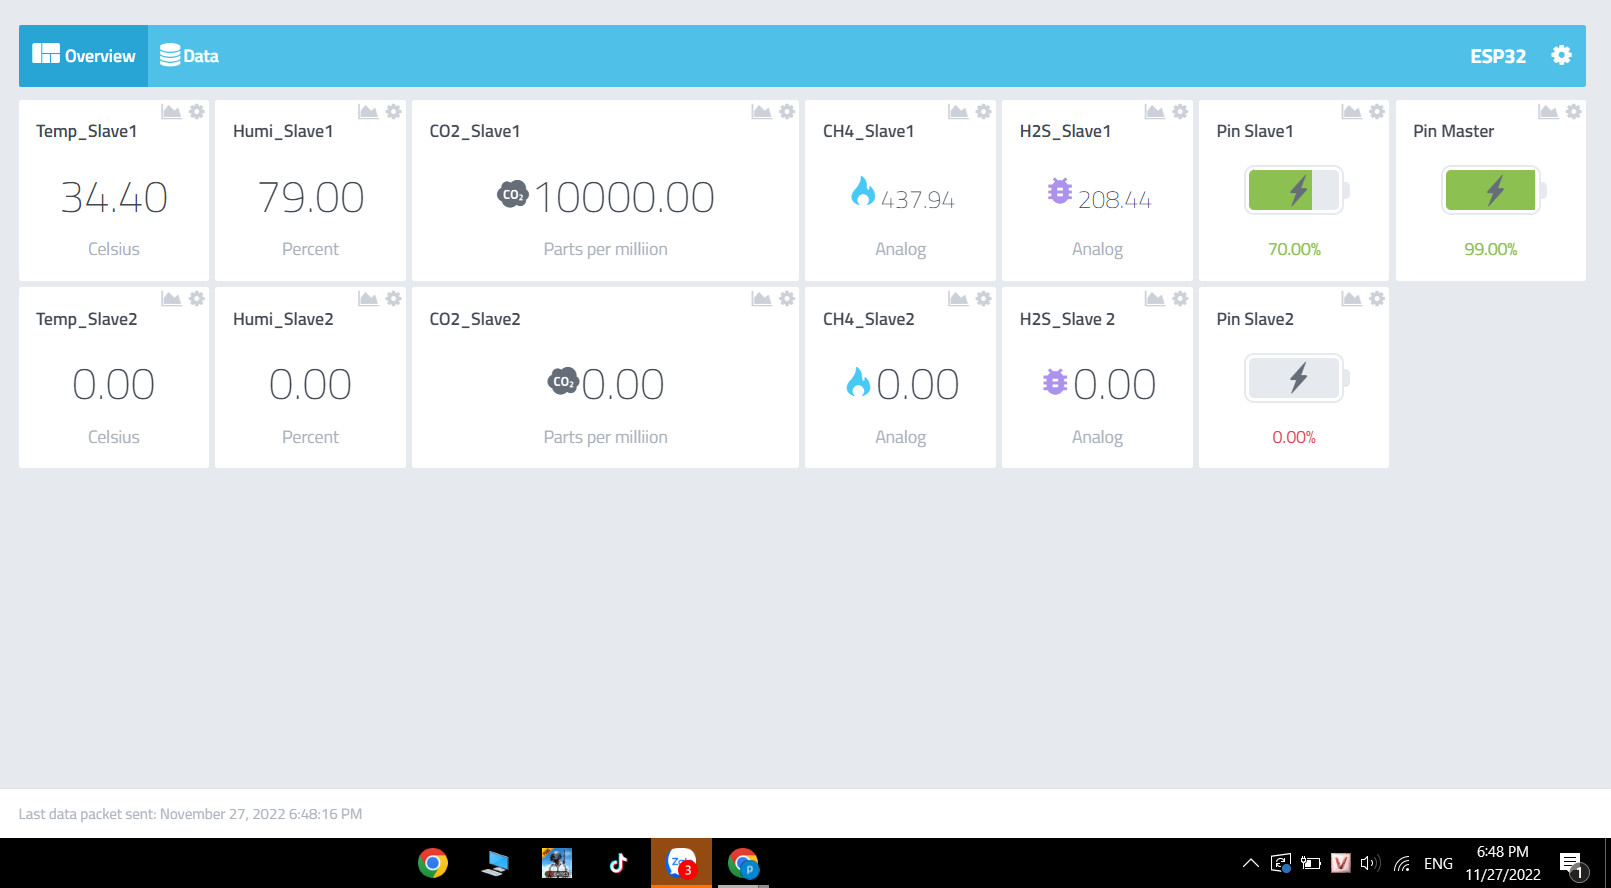 Overview Data ESP32
Temp_Slave1 Humi_Slave1 CO2_Slave1 CH4_Slave1 H2S_Slave1 Pin Slave1 Pin Master
34.40 79.00 CO2 10000.00 437.94 208.44
Celsius Percent Parts per milliion Analog Analog 70.00% 99.00%
Temp_Slave2 Humi_Slave2 CO2_Slave2 CH4_Slave2 H2S_Slave 2 Pin Slave2
0.00 0.00 CO2 0.00 0.00 0.00
Celsius Percent Parts per milliion Analog Analog 0.00%
Last data packet sent: November 27, 2022 6:48:16 PM
3 P V ENG 6:48 PM
11/27/2022 1